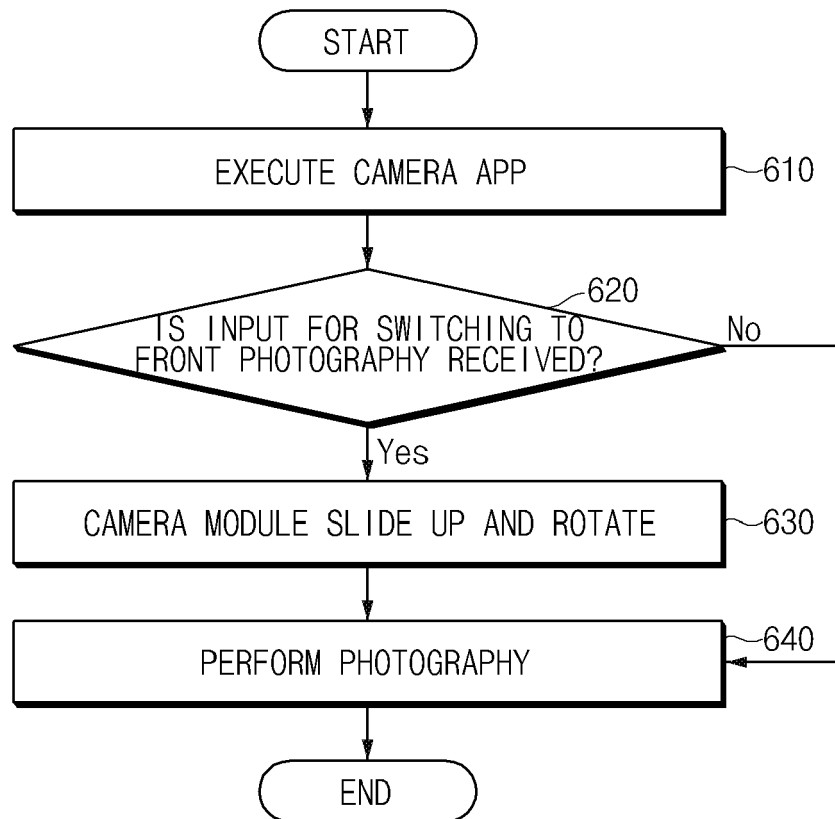 START
EXECUTE CAMERA APP
610
620
IS INPUT FOR SWITCHING TO
FRONT PHOTOGRAPHY RECEIVED?
No
Yes
CAMERA MODULE SLIDE UP AND ROTATE
630
PERFORM PHOTOGRAPHY
640
END